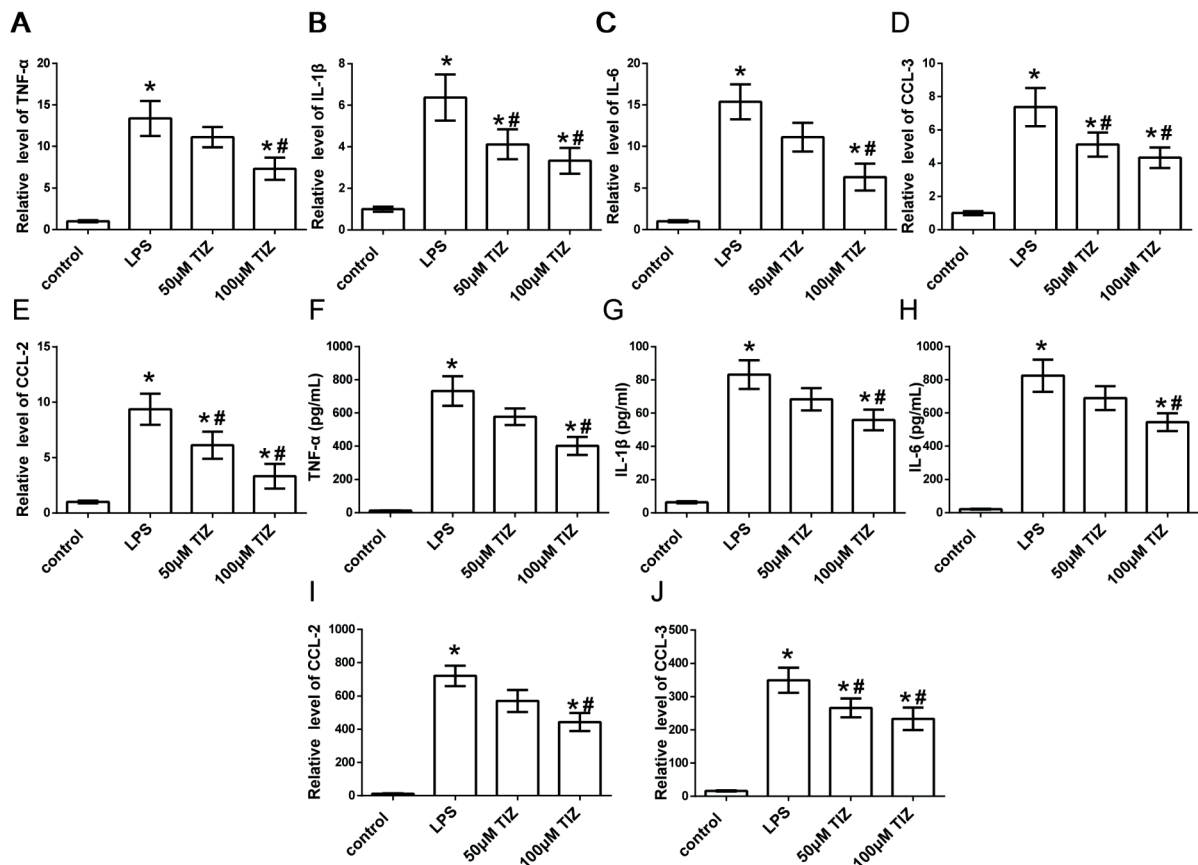 A
Relative level of TNF-α
20
15
10
5
0
*
*#
control
LPS
50μM TIZ
100μM TIZ
B
Relative level of IL-1β
8
6
4
2
0
*
*#
*#
control
LPS
50μM TIZ
100μM TIZ
C
Relative level of IL-6
20
15
10
5
0
*
*#
control
LPS
50μM TIZ
100μM TIZ
D
Relative level of CCL-3
10
8
6
4
2
0
*
*#
*#
control
LPS
50μM TIZ
100μM TIZ
E
Relative level of CCL-2
15
10
5
0
*
*#
*#
control
LPS
50μM TIZ
100μM TIZ
F
TNF-α (pg/mL)
1000
800
600
400
200
0
*
*#
control
LPS
50μM TIZ
100μM TIZ
G
IL-1β (pg/ml)
100
80
60
40
20
0
*
*#
control
LPS
50μM TIZ
100μM TIZ
H
IL-6 (pg/mL)
1000
800
600
400
200
0
*
*#
control
LPS
50μM TIZ
100μM TIZ
I
Relative level of CCL-2
1000
800
600
400
200
0
*
*#
control
LPS
50μM TIZ
100μM TIZ
J
Relative level of CCL-3
500
400
300
200
100
0
*
*#
*#
control
LPS
50μM TIZ
100μM TIZ